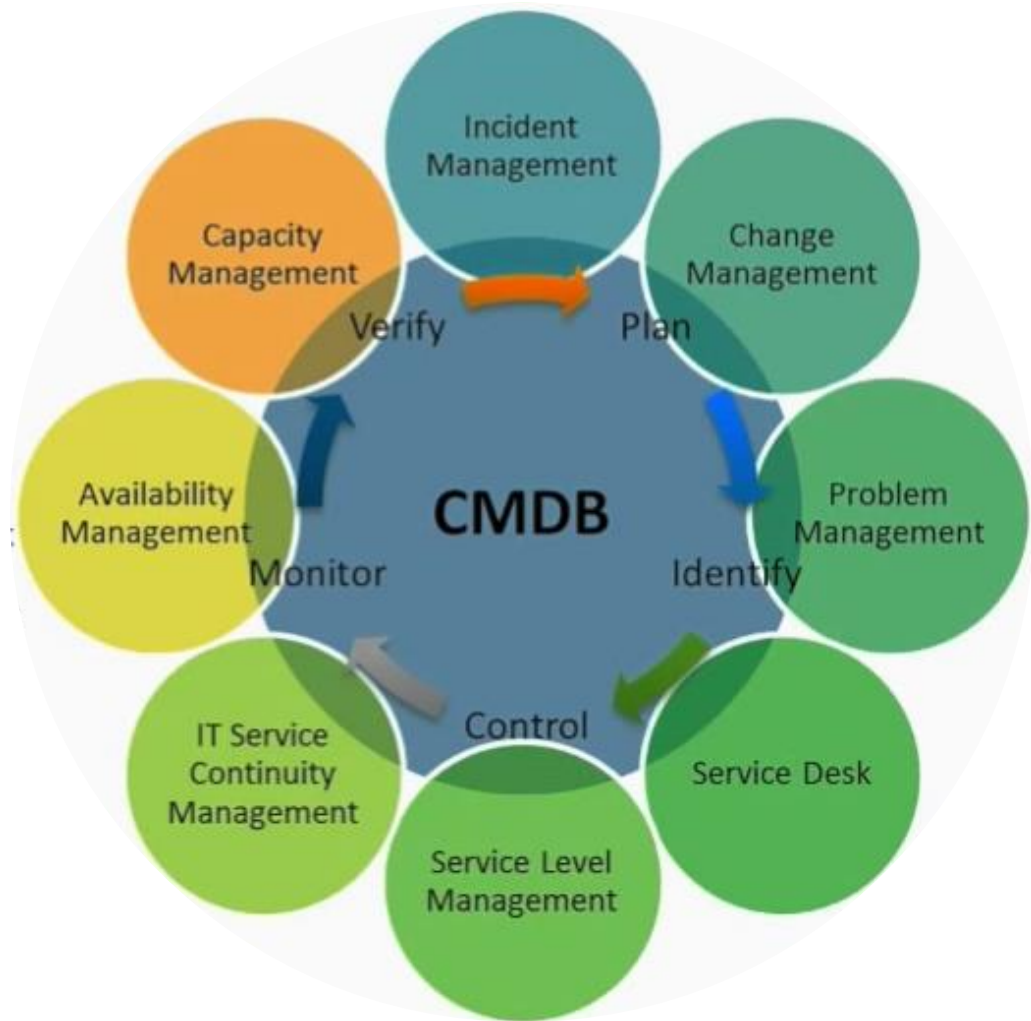 Incident
Management
Capacity
Management
Change
Management
Verify
Plan
Availability
Management
CMDB
Problem
Management
Monitor
Identify
Control
IT Service
Continuity
Management
Service Desk
Service Level
Management